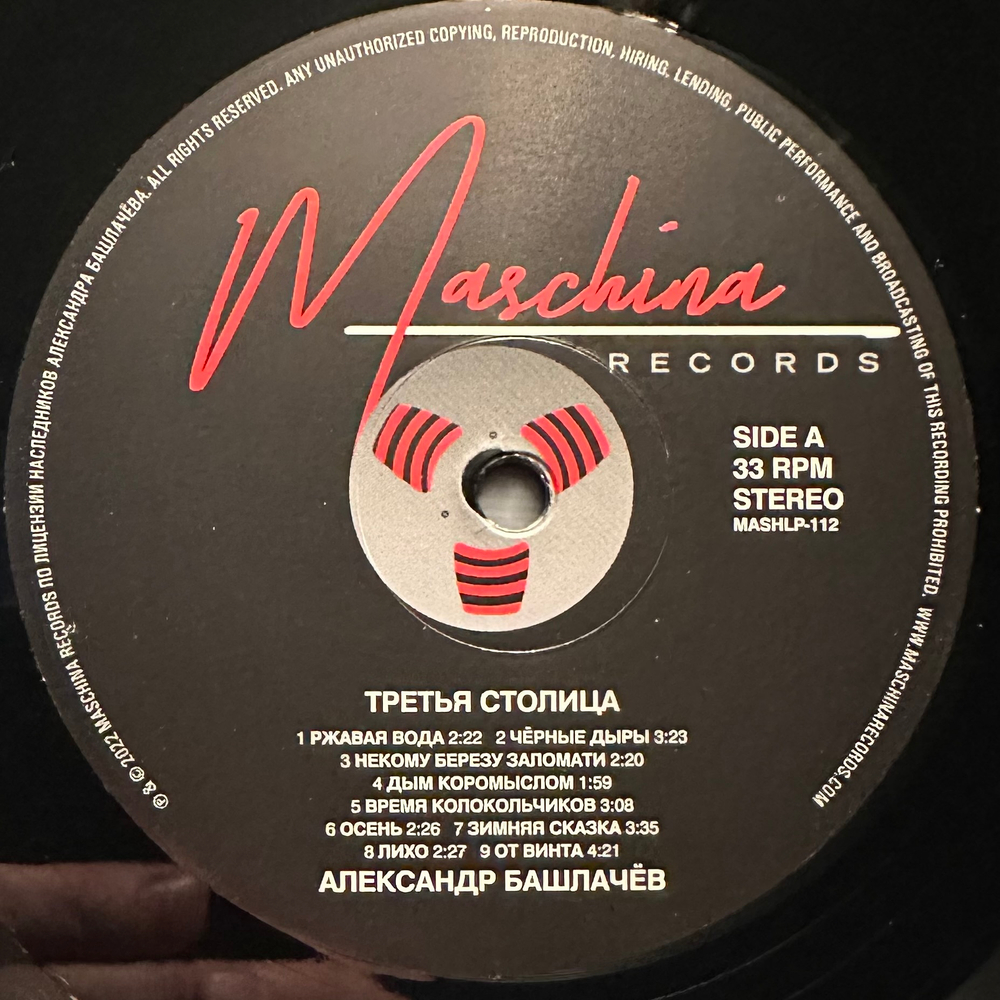 ℗ & © 2022 MASCHINA RECORDS ПО ЛИЦЕНЗИИ НАСЛЕДНИКОВ АЛЕКСАНДРА БАШЛАЧЁВА. ALL RIGHTS RESERVED. ANY UNAUTHORIZED COPYING, REPRODUCTION, HIRING, LENDING, PUBLIC PERFORMANCE AND BROADCASTING OF THIS RECORDING PROHIBITED. WWW.MASCHINARECORDS.COM
Maschina
RECORDS
SIDE A
33 RPM
STEREO
MASHLP-112
ТРЕТЬЯ СТОЛИЦА
1 РЖАВАЯ ВОДА 2:22 2 ЧЁРНЫЕ ДЫРЫ 3:23
3 НЕКОМУ БЕРЕЗУ ЗАЛОМАТИ 2:20
4 ДЫМ КОРОМЫСЛОМ 1:59
5 ВРЕМЯ КОЛОКОЛЬЧИКОВ 3:08
6 ОСЕНЬ 2:26 7 ЗИМНЯЯ СКАЗКА 3:35
8 ЛИХО 2:27 9 ОТ ВИНТА 4:21
АЛЕКСАНДР БАШЛАЧЁВ